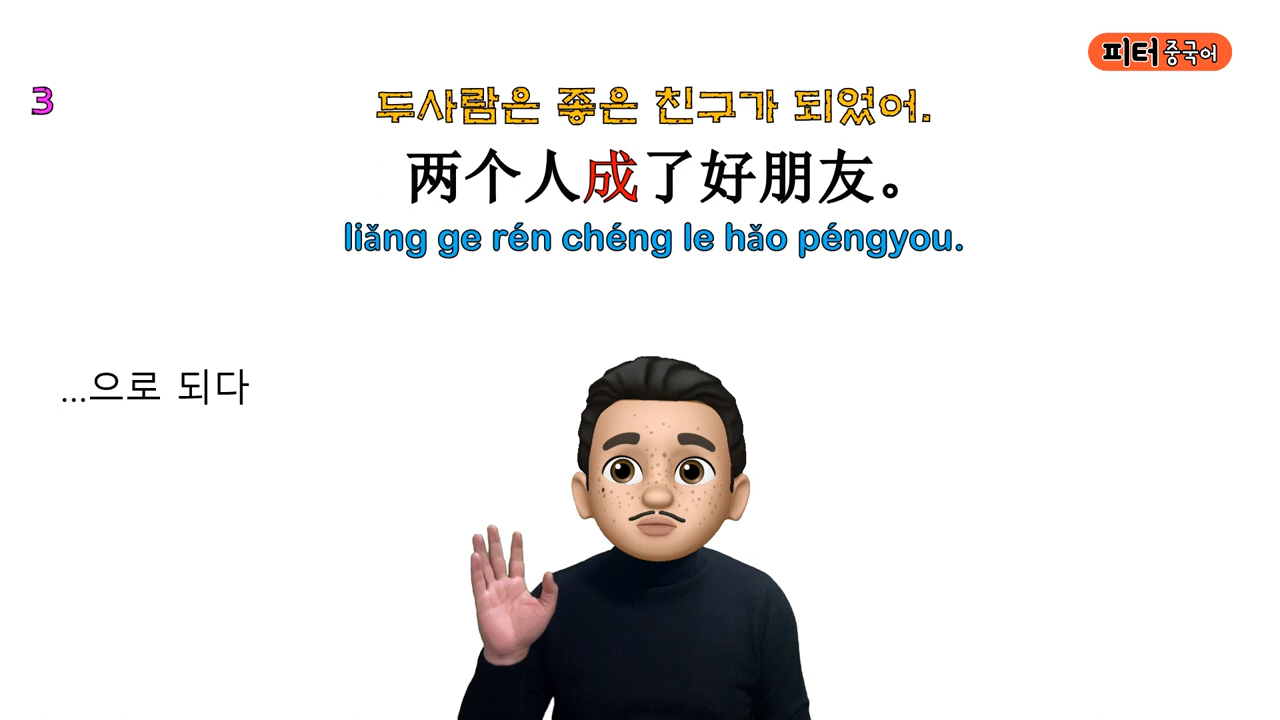 피터 중국어
3
두사람은 좋은 친구가 되었어.
两个人成了好朋友。
liǎng ge rén chéng le hǎo péngyou.
...으로 되다